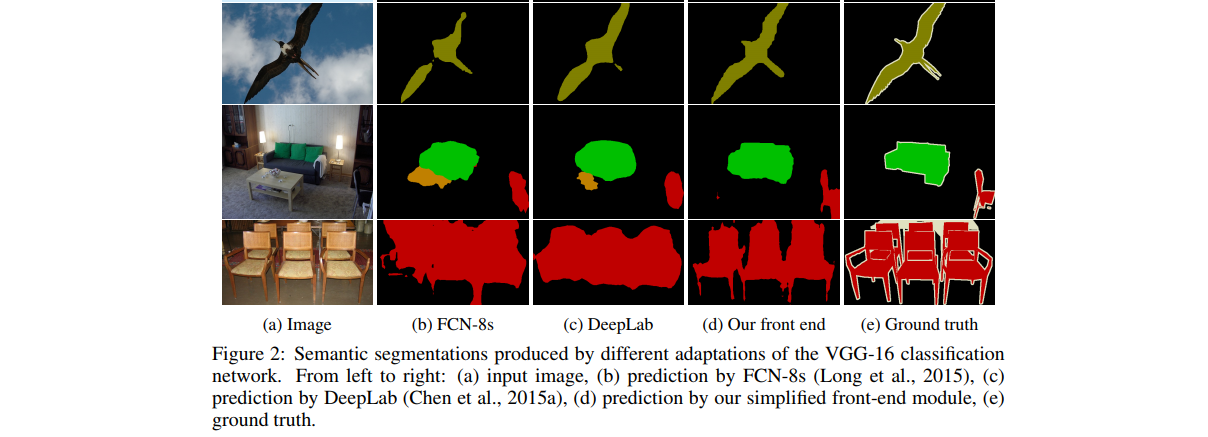 (a) Image (b) FCN-8s (c) DeepLab (d) Our front end (e) Ground truth
Figure 2: Semantic segmentations produced by different adaptations of the VGG-16 classification
network. From left to right: (a) input image, (b) prediction by FCN-8s (Long et al., 2015), (c)
prediction by DeepLab (Chen et al., 2015a), (d) prediction by our simplified front-end module, (e)
ground truth.